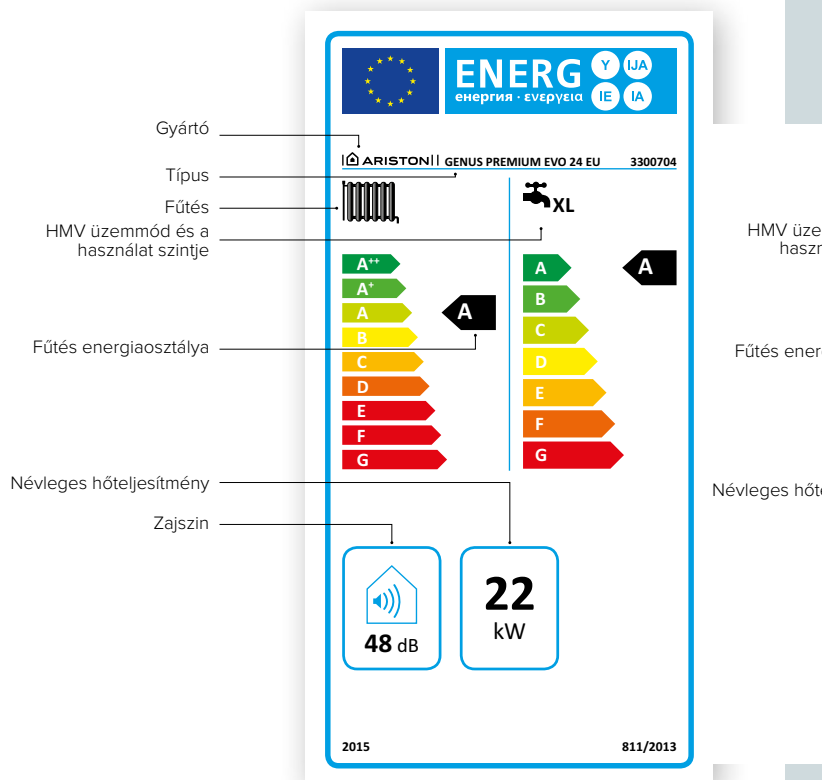 ENERG
енергия · ενεργεια
Y IJA
IE IA
Gyártó
ARISTON GENUS PREMIUM EVO 24 EU 3300704
Típus
Fűtés
XL
HMV üzemmód és a
használat szintje
A++
A+
A
B
C
D
E
F
G
A
A
B
C
D
E
F
G
A
Fűtés energiaosztálya
Névleges hőteljesítmény
Zajszin
48 dB
22
kW
2015 811/2013
HMV üze
haszn
Fűtés ener
Névleges hőt